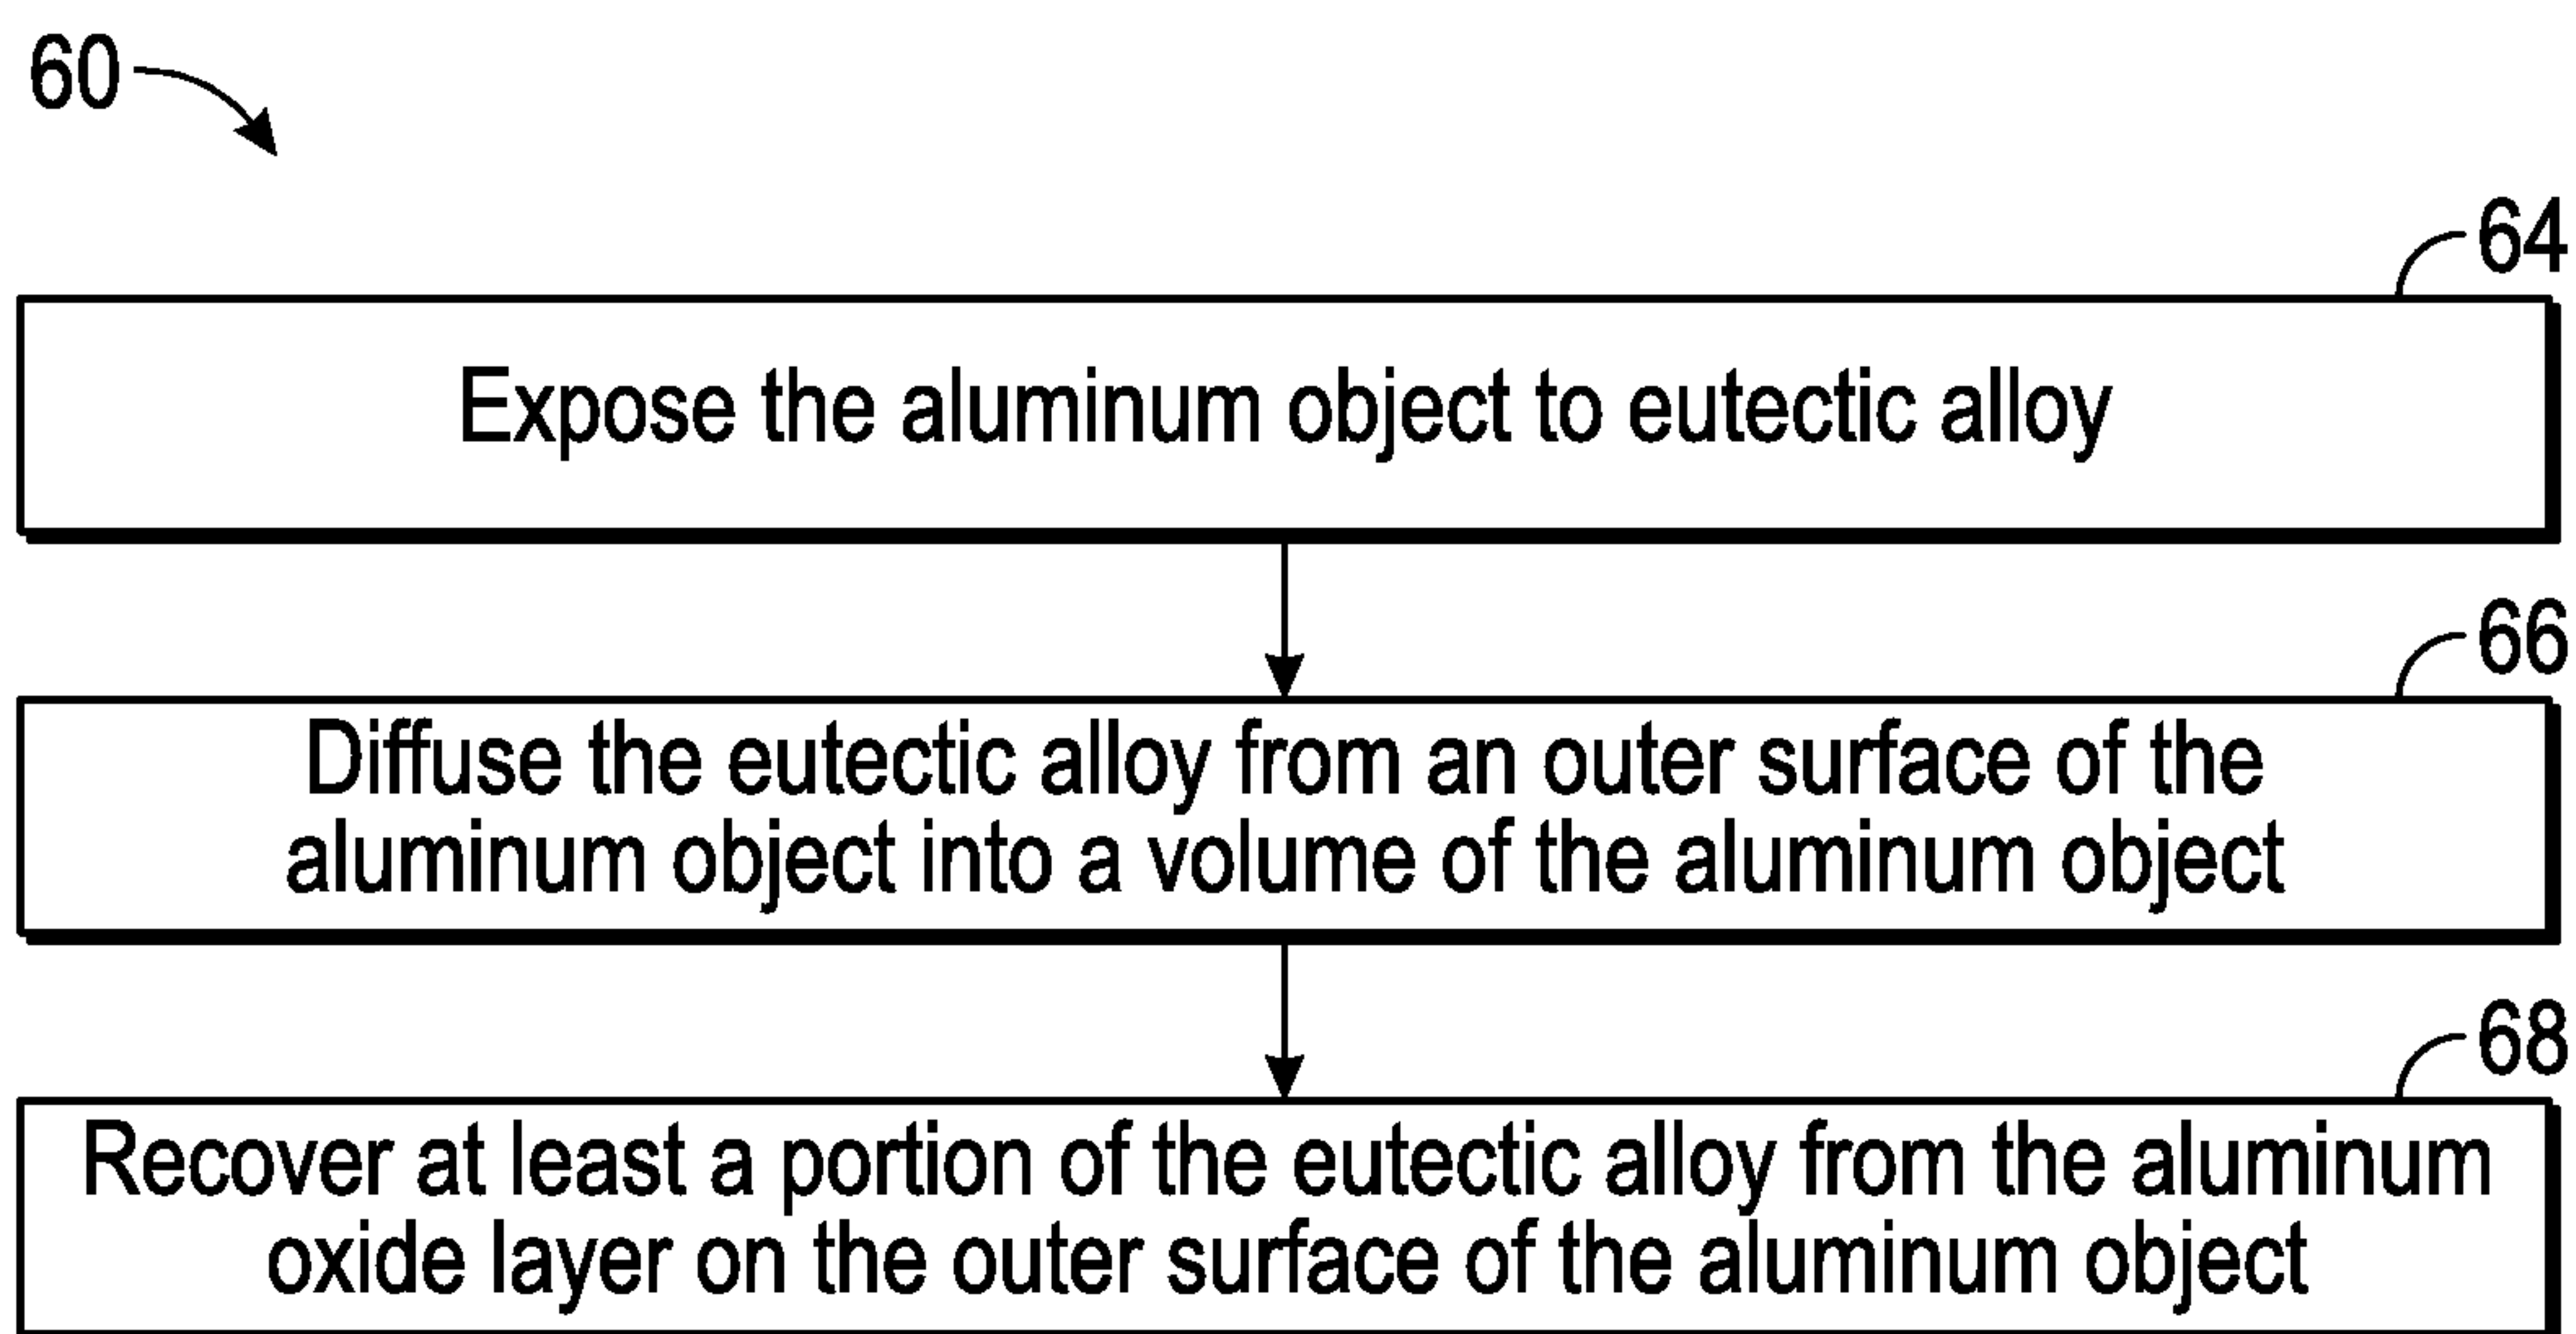 60
64
Expose the aluminum object to eutectic alloy
66
Diffuse the eutectic alloy from an outer surface of the
aluminum object into a volume of the aluminum object
68
Recover at least a portion of the eutectic alloy from the aluminum
oxide layer on the outer surface of the aluminum object